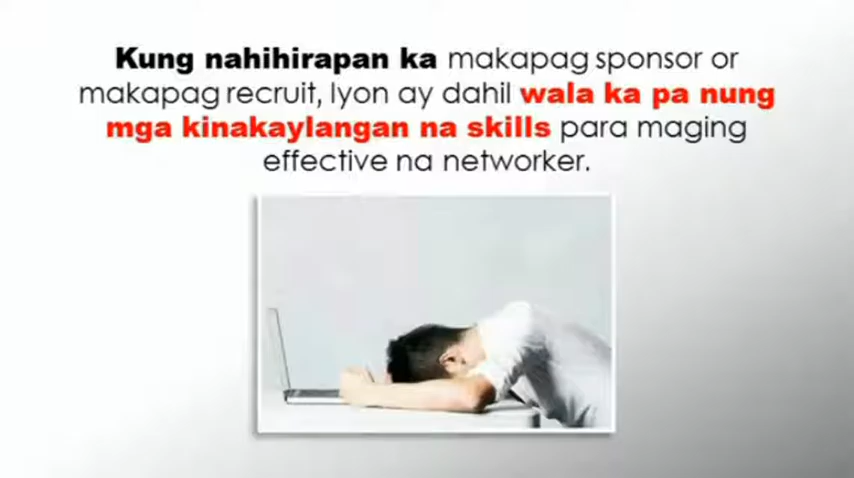 Kung nahihirapan ka makapag sponsor or
makapag recruit, Iyon ay dahil wala ka pa nung
mga kinakaylangan na skills para maging
effective na networker.